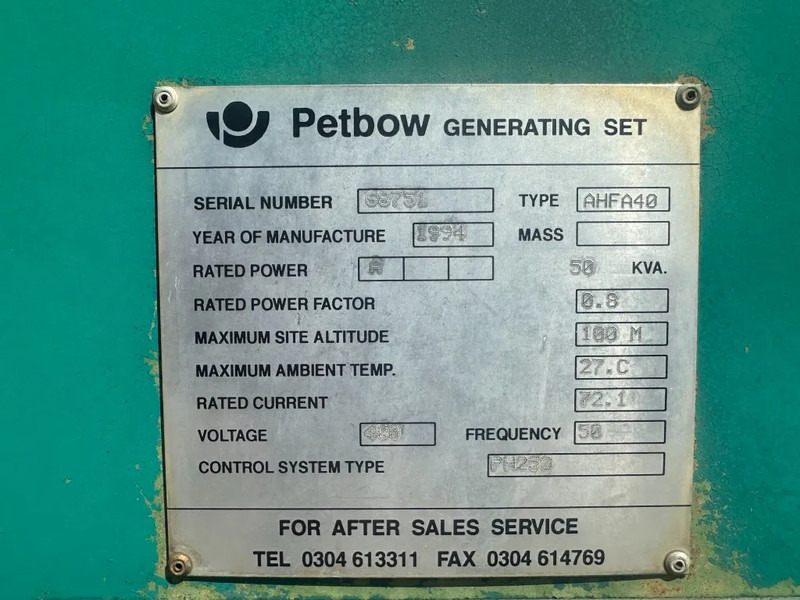 Petbow GENERATING SET
SERIAL NUMBER 68751 TYPE AHFA40
YEAR OF MANUFACTURE 1994 MASS
RATED POWER A 50 KVA.
RATED POWER FACTOR 0.8
MAXIMUM SITE ALTITUDE 100 M
MAXIMUM AMBIENT TEMP. 27.C
RATED CURRENT 72.1
VOLTAGE FREQUENCY 50
CONTROL SYSTEM TYPE PM250
FOR AFTER SALES SERVICE
TEL 0304 613311 FAX 0304 614769